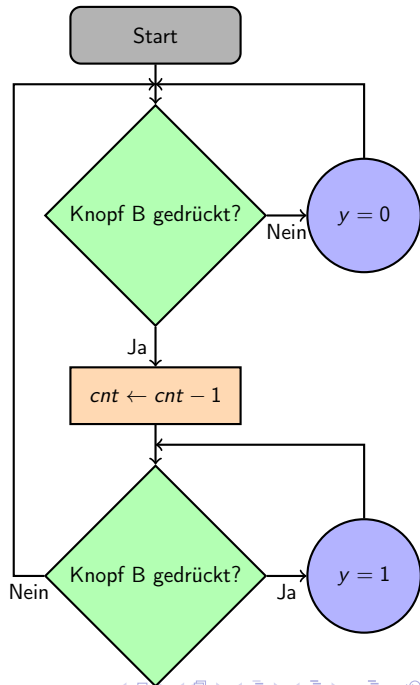 Start
Knopf B gedrückt?
Nein
y = 0
Ja
cnt ← cnt − 1
Knopf B gedrückt?
Nein
Ja
y = 1